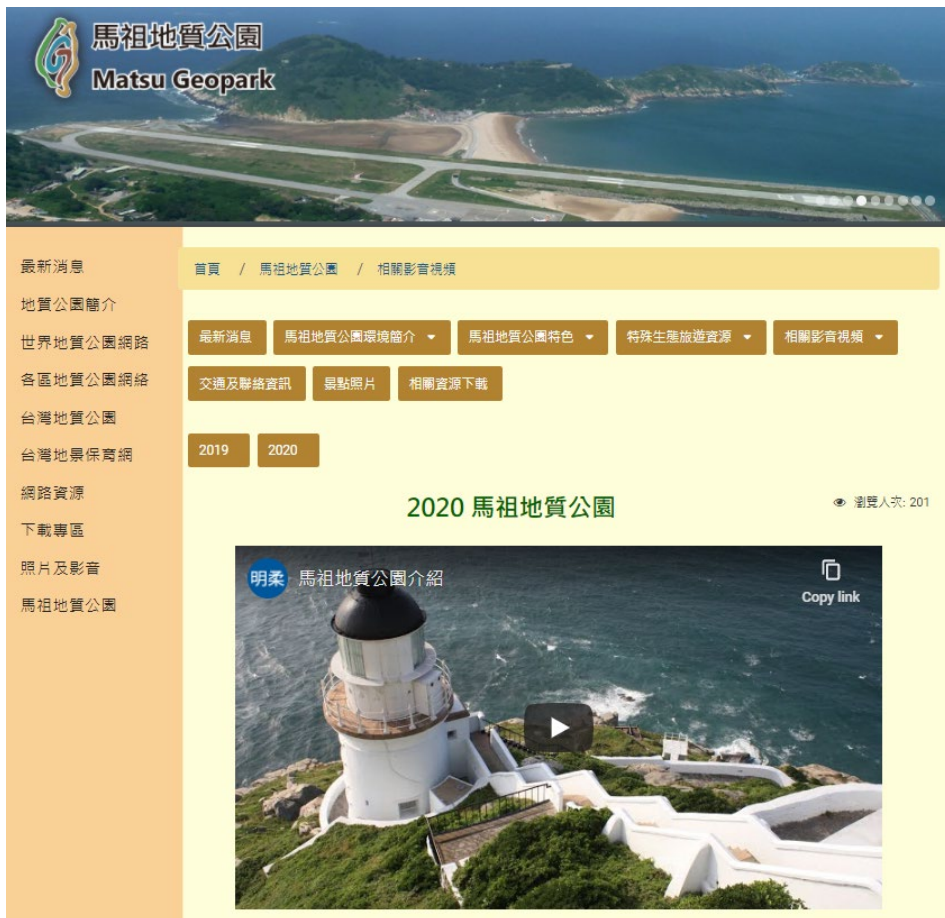 馬祖地質公園
Matsu Geopark
最新消息
地質公園簡介
世界地質公園網路
各區地質公園網絡
台灣地質公園
台灣地景保育網
網路資源
下載專區
照片及影音
馬祖地質公園
首頁 / 馬祖地質公園 / 相關影音視頻
最新消息 馬祖地質公園環境簡介 馬祖地質公園特色 特殊生態旅遊資源 相關影音視頻
交通及聯絡資訊 景點照片 相關資源下載
2019 2020
2020 馬祖地質公園
瀏覽人次: 201
明柔 馬祖地質公園介紹
Copy link